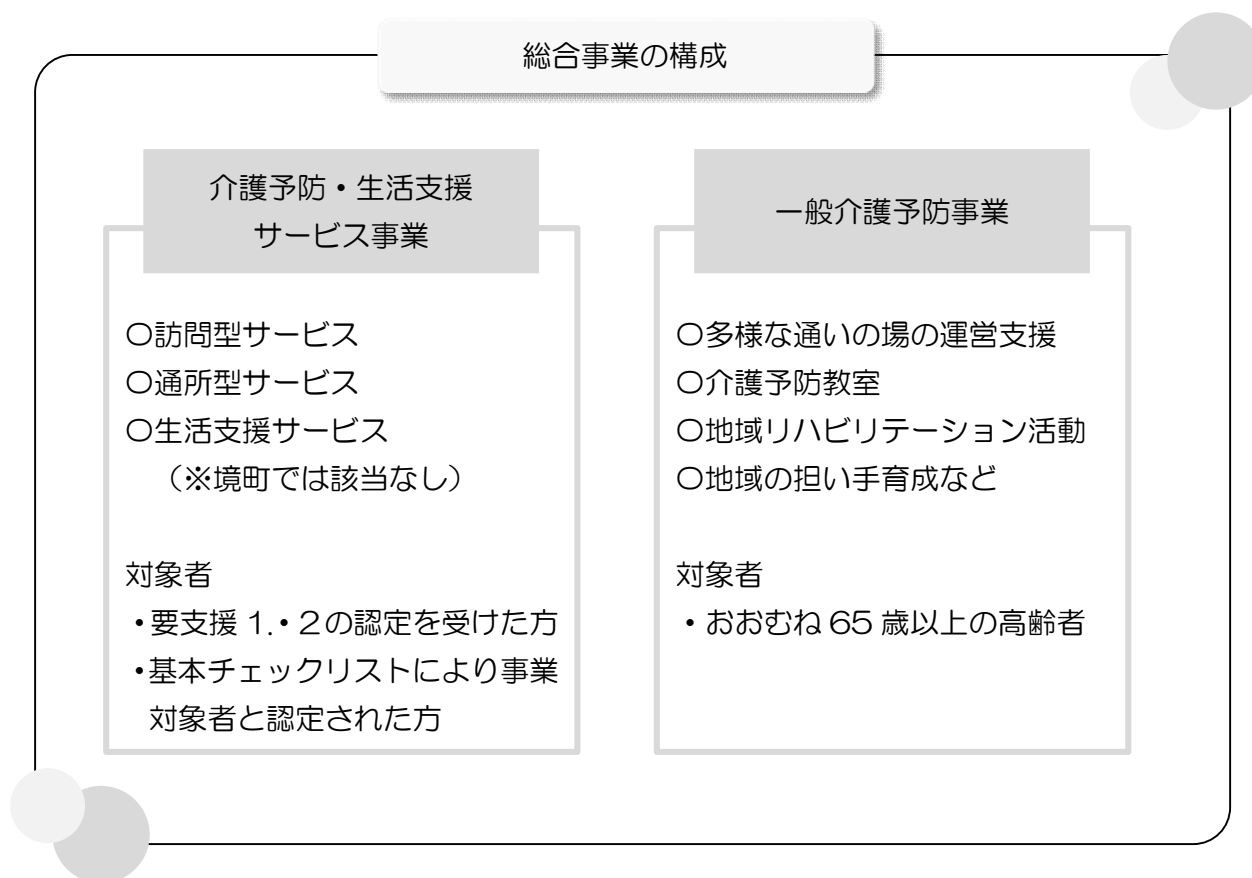 総合事業の構成
介護予防・生活支援
サービス事業
〇訪問型サービス
〇通所型サービス
〇生活支援サービス
（※境町では該当なし）
対象者
・要支援 1.・２の認定を受けた方
・基本チェックリストにより事業
対象者と認定された方
一般介護予防事業
〇多様な通いの場の運営支援
〇介護予防教室
〇地域リハビリテーション活動
〇地域の担い手育成など
対象者
・おおむね 65 歳以上の高齢者